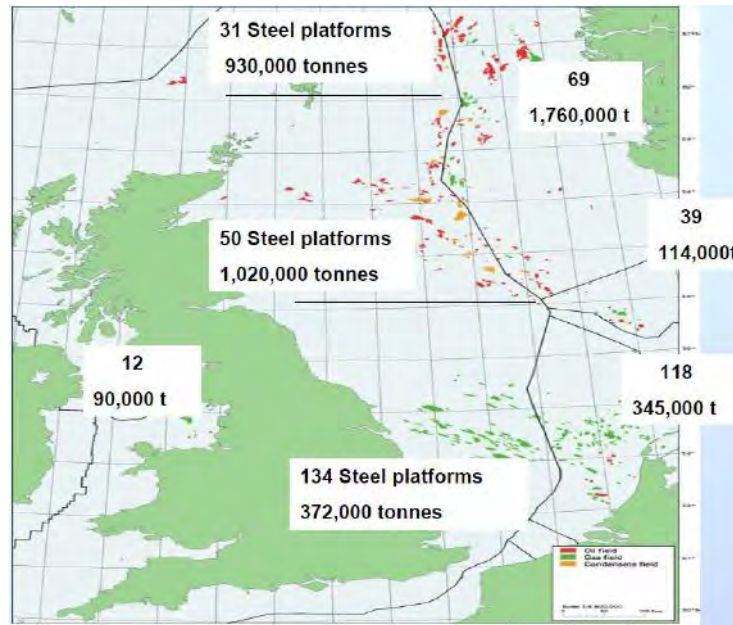 31 Steel platforms
930,000 tonnes
69
1,760,000 t
50 Steel platforms
1,020,000 tonnes
39
114,000t
12
90,000 t
118
345,000 t
134 Steel platforms
372,000 tonnes
Oil field
Gas field
Condensate field